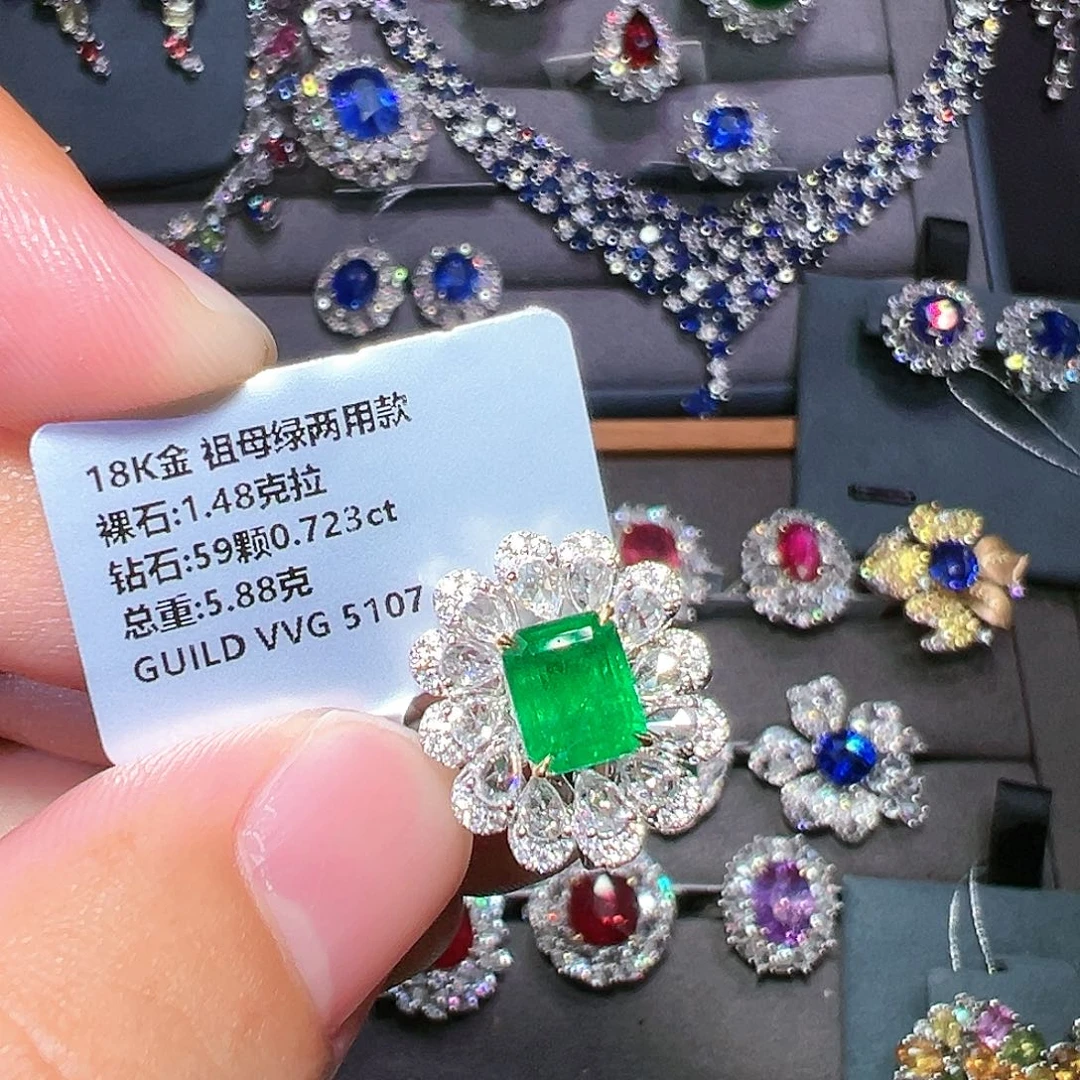 18K金 祖母绿两用款
裸石:1.48克拉
钻石:59颗0.723ct
总重:5.88克
GUILD VVG 5107